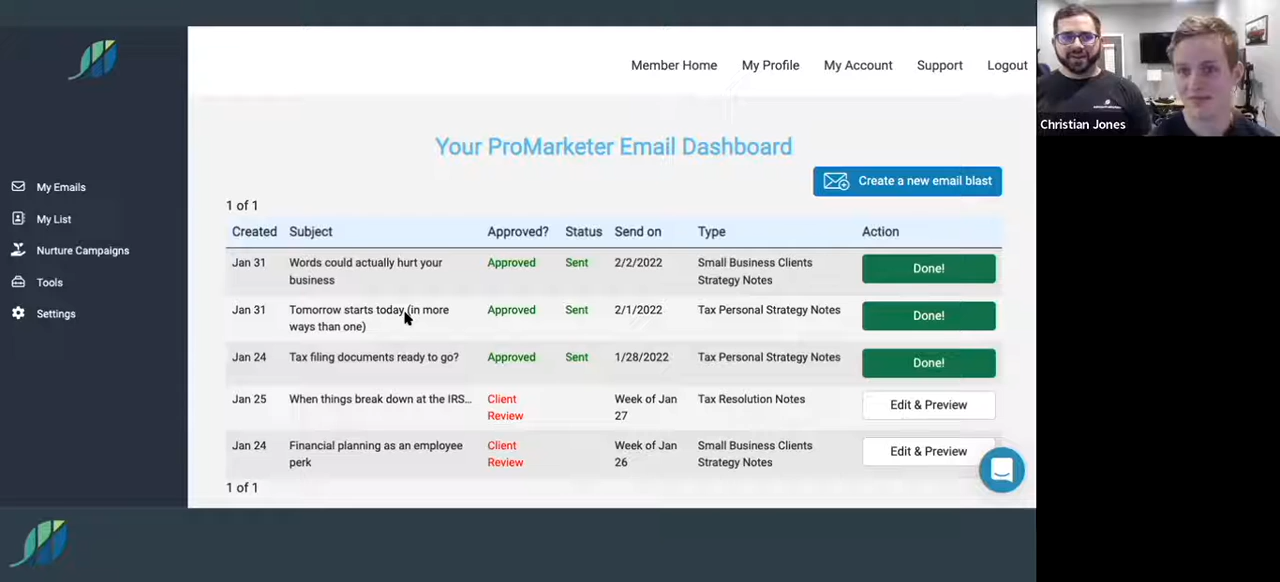 Member Home My Profile My Account Support Logout
Christian Jones
Your ProMarketer Email Dashboard
Create a new email blast
My Emails
My List
Nurture Campaigns
Tools
Settings
1 of 1
Created Subject Approved? Status Send on Type Action
Jan 31 Words could actually hurt your business Approved Sent 2/2/2022 Small Business Clients Strategy Notes Done!
Jan 31 Tomorrow starts today (in more ways than one) Approved Sent 2/1/2022 Tax Personal Strategy Notes Done!
Jan 24 Tax filing documents ready to go? Approved Sent 1/28/2022 Tax Personal Strategy Notes Done!
Jan 25 When things break down at the IRS... Client Review Week of Jan 27 Tax Resolution Notes Edit & Preview
Jan 24 Financial planning as an employee perk Client Review Week of Jan 26 Small Business Clients Strategy Notes Edit & Preview
1 of 1